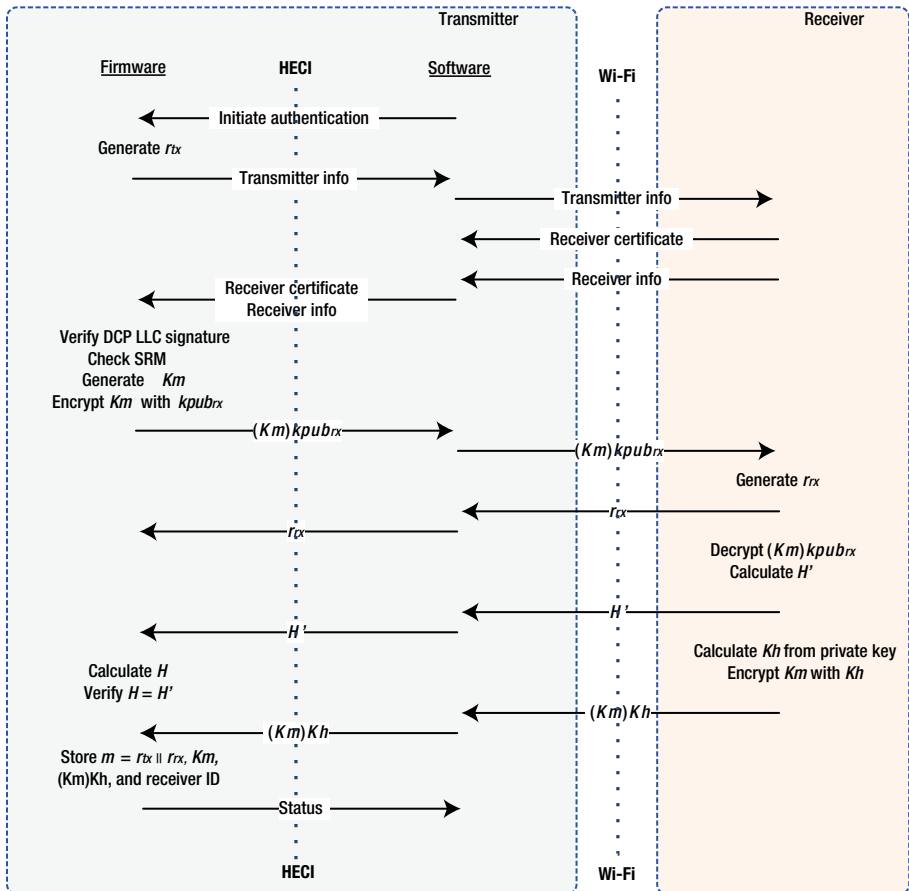 Transmitter
Receiver
Firmware
HECI
Software
Wi-Fi
Initiate authentication
Generate rtx
Transmitter info
Transmitter info
Receiver certificate
Receiver info
Receiver certificate
Receiver info
Verify DCP LLC signature
Check SRM
Generate Km
Encrypt Km with kpubrx
(Km)kpubrx
(Km)kpubrx
Generate rrx
rrx
rrx
Decrypt (Km)kpubrx
Calculate H'
H'
H'
Calculate Kh from private key
Encrypt Km with Kh
Calculate H
Verify H = H'
(Km)Kh
(Km)Kh
Store m = rtx || rrx, Km,
(Km)Kh, and receiver ID
Status
HECI
Wi-Fi